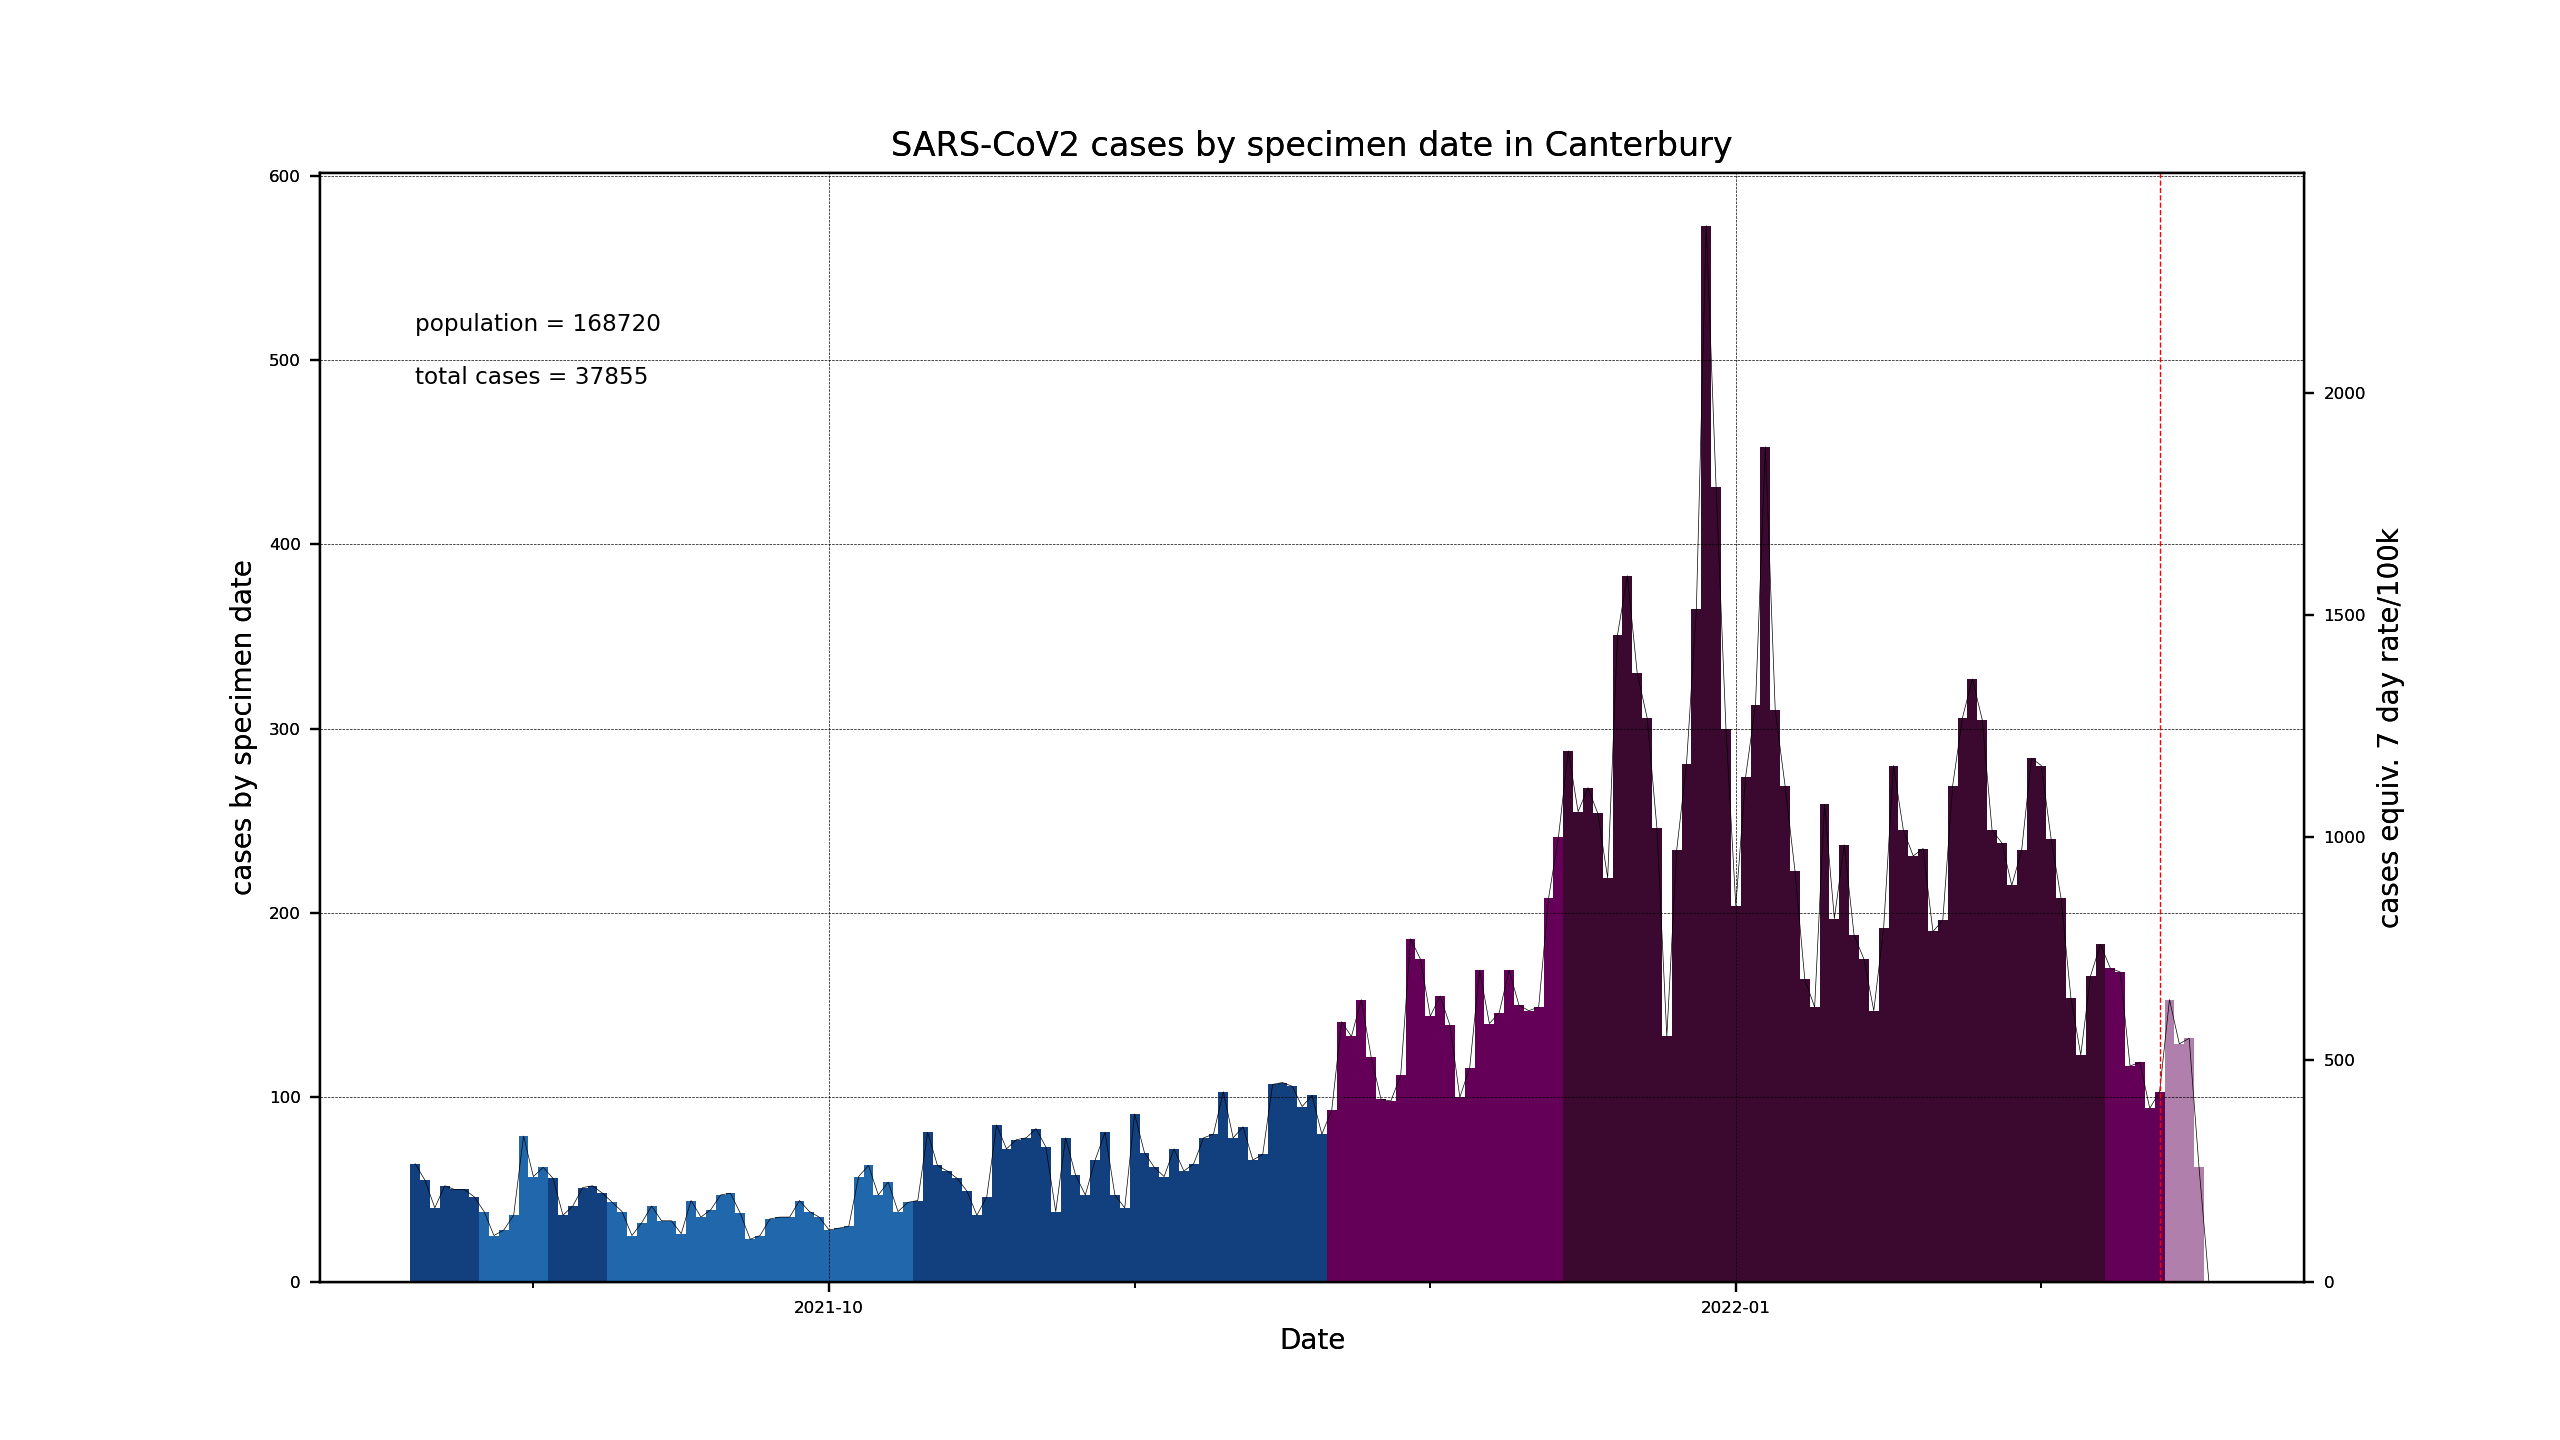 SARS-CoV2 cases by specimen date in Canterbury
600
500
400
300
200
100
0
cases by specimen date
population = 168720
total cases = 37855
2000
1500
1000
500
0
cases equiv. 7 day rate/100k
2021-10
2022-01
Date